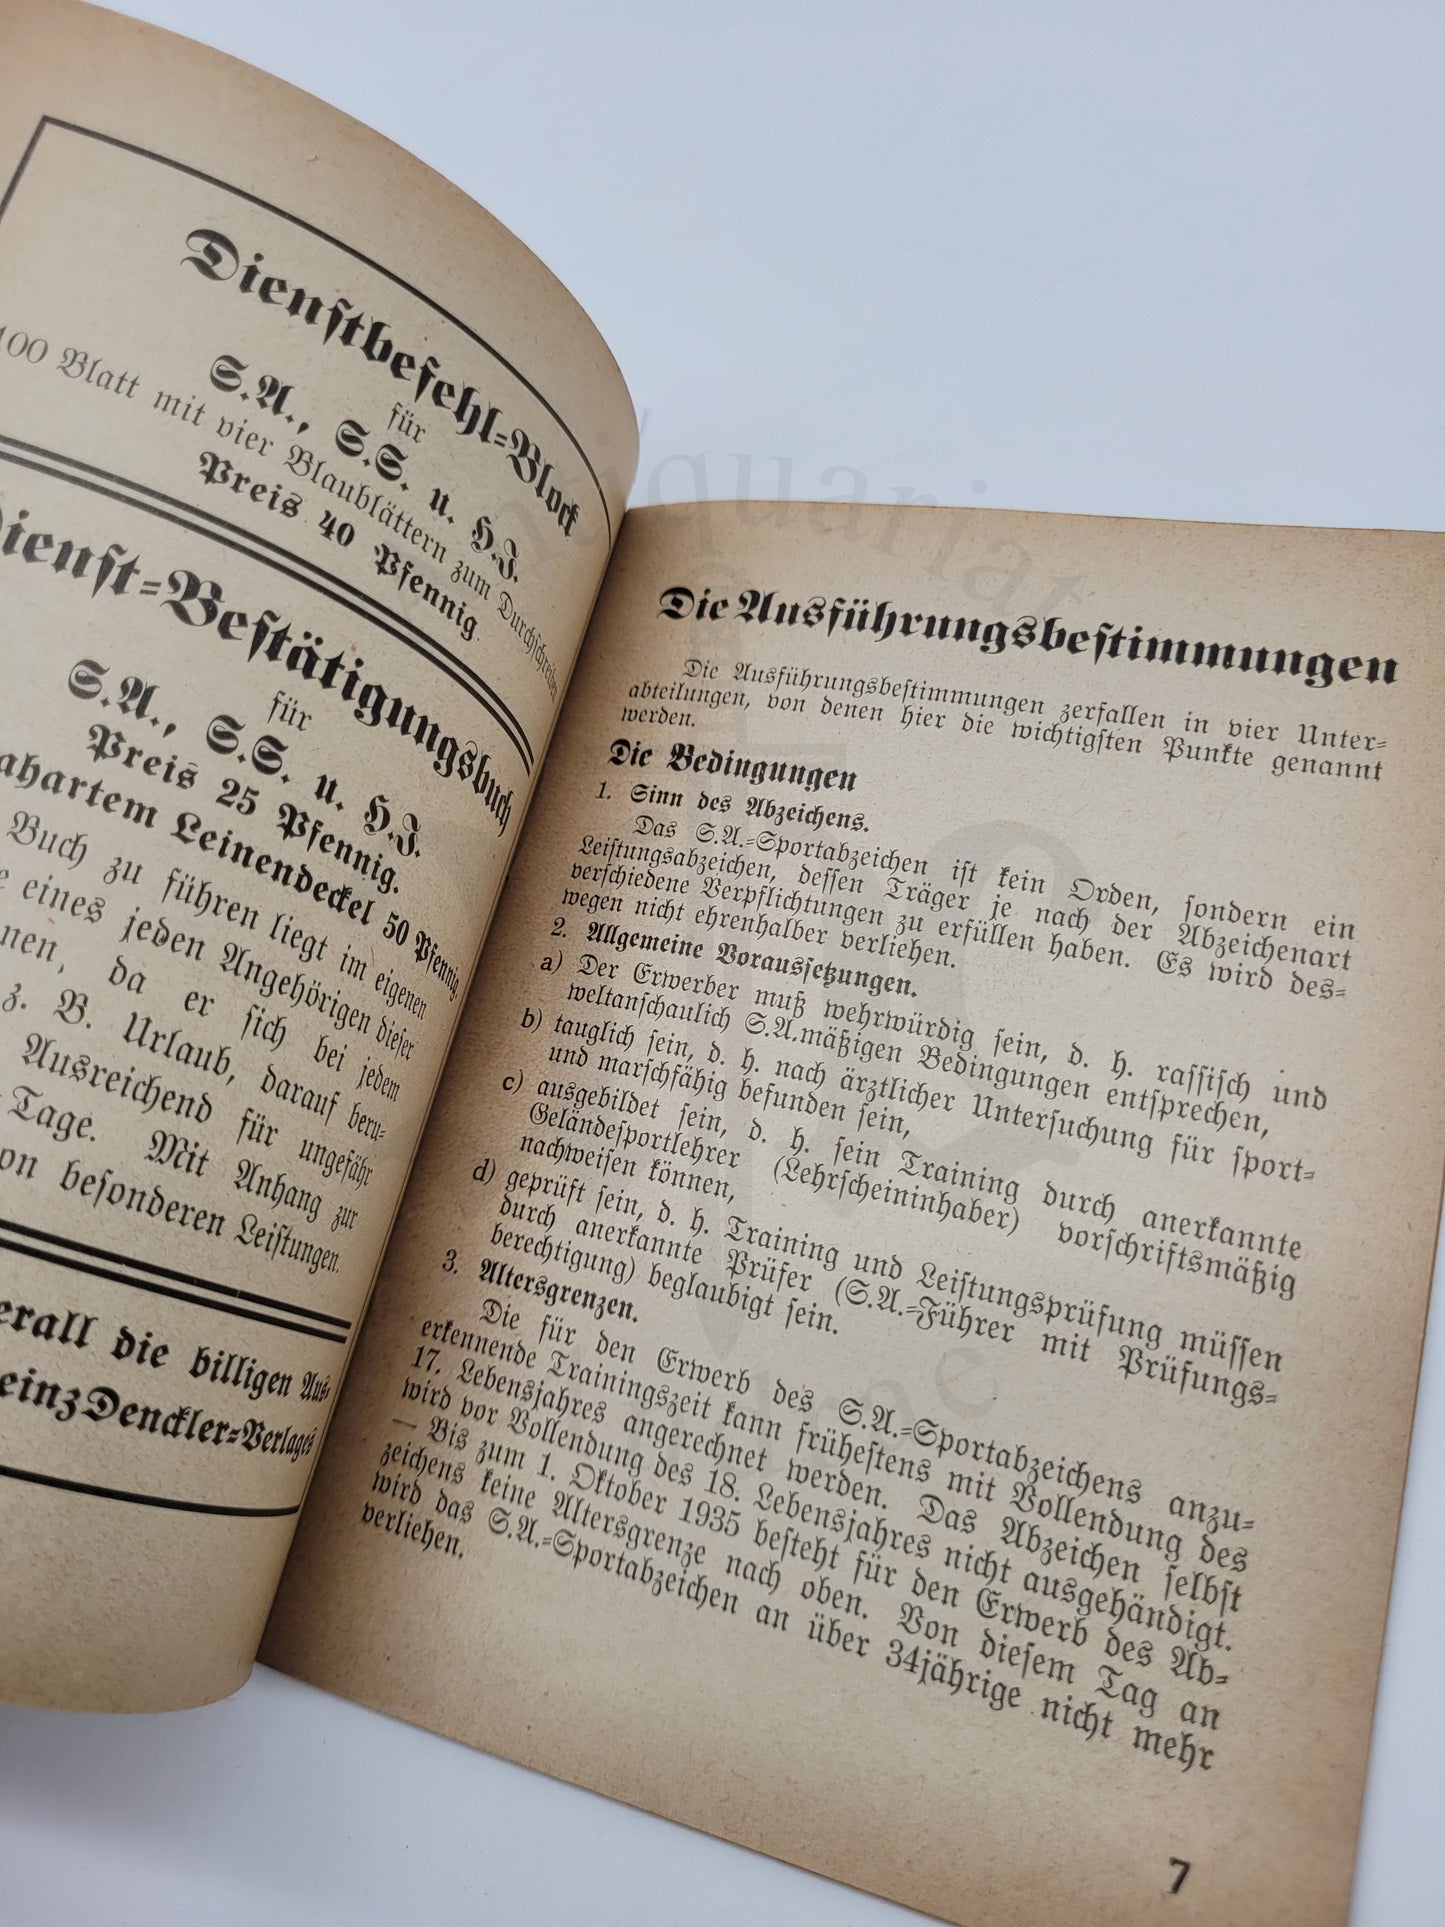 Dienstbefehl=Block
für
S.A., S.S. u. H.J.
100 Blatt mit vier Blaublättern zum Durchschreiben
Preis 40 Pfennig
Dienst=Bestätigungsbuch
für
S.A., S.S. u. H.J.
Preis 25 Pfennig.
Leinendeckel 50 Pfennig.
Buch zu führen liegt im eigenen
eines jeden Angehörigen dieser
da er sich bei jedem
z. B. Urlaub, darauf beru=
Ausreichend für ungefähr
Tage. Mit Anhang zur
besonderen Leistungen.
die billigen Aus=
Denckler=Verlages
Die Ausführungsbestimmungen
Die Ausführungsbestimmungen zerfallen in vier Unter=
abteilungen, von denen hier die wichtigsten Punkte genannt
werden.
Die Bedingungen
1. Sinn des Abzeichens.
Das S.A.=Sportabzeichen ist kein Orden, sondern ein
Leistungsabzeichen, dessen Träger je nach der Abzeichenart
verschiedene Verpflichtungen zu erfüllen haben. Es wird des=
wegen nicht ehrenhalber verliehen.
2. Allgemeine Voraussetzungen.
a) Der Erwerber muß wehrwürdig sein, d. h. rassisch und
weltanschaulich S.A.mäßigen Bedingungen entsprechen,
b) tauglich sein, d. h. nach ärztlicher Untersuchung für sport=
und marschfähig befunden sein,
c) ausgebildet sein, d. h. sein Training durch anerkannte
Geländesportlehrer (Lehrscheininhaber) vorschriftsmäßig
nachweisen können,
d) geprüft sein, d. h. Training und Leistungsprüfung müssen
durch anerkannte Prüfer (S.A.=Führer mit Prüfungs=
berechtigung) beglaubigt sein.
3. Altersgrenzen.
Die für den Erwerb des S.A.=Sportabzeichens anzu=
erkennende Trainingszeit kann frühestens mit Vollendung des
17. Lebensjahres angerechnet werden. Das Abzeichen selbst
wird vor Vollendung des 18. Lebensjahres nicht ausgehändigt.
— Bis zum 1. Oktober 1935 besteht für den Erwerb des Ab=
zeichens keine Altersgrenze nach oben. Von diesem Tag an
wird das S.A.=Sportabzeichen an über 34jährige nicht mehr
verliehen.
7